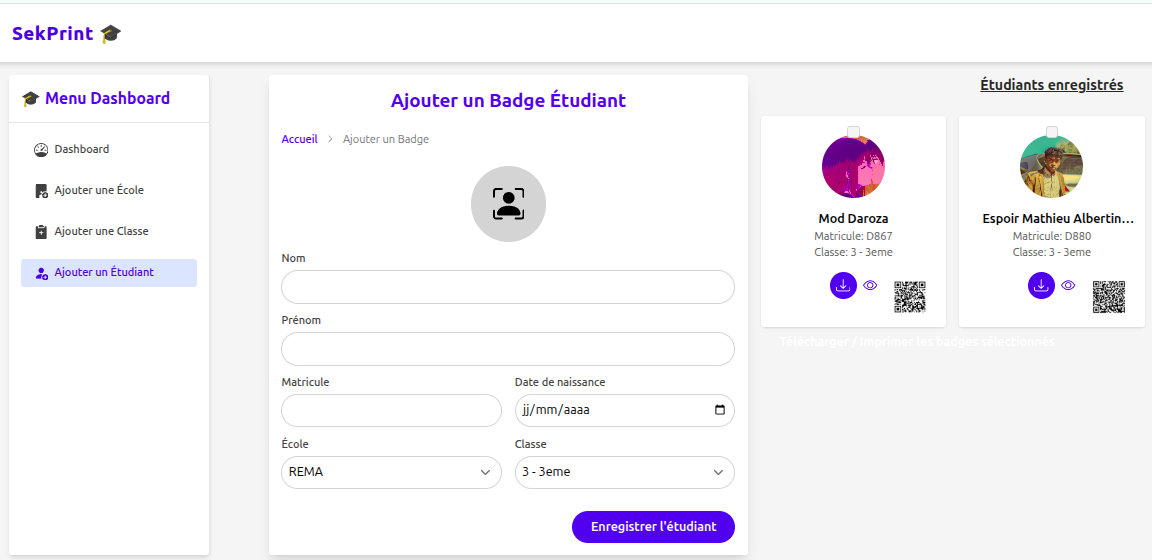 SekPrint 🎓
🎓 Menu Dashboard
Dashboard
Ajouter une École
Ajouter une Classe
Ajouter un Étudiant
Ajouter un Badge Étudiant
Accueil > Ajouter un Badge
Nom
Prénom
Matricule
Date de naissance
jj/mm/aaaa
École
Classe
REMA
3 - 3eme
Enregistrer l'étudiant
Étudiants enregistrés
Mod Daroza
Matricule: D867
Classe: 3 - 3eme
Espoir Mathieu Albertin...
Matricule: D880
Classe: 3 - 3eme
Télécharger / Imprimer les badges sélectionnés